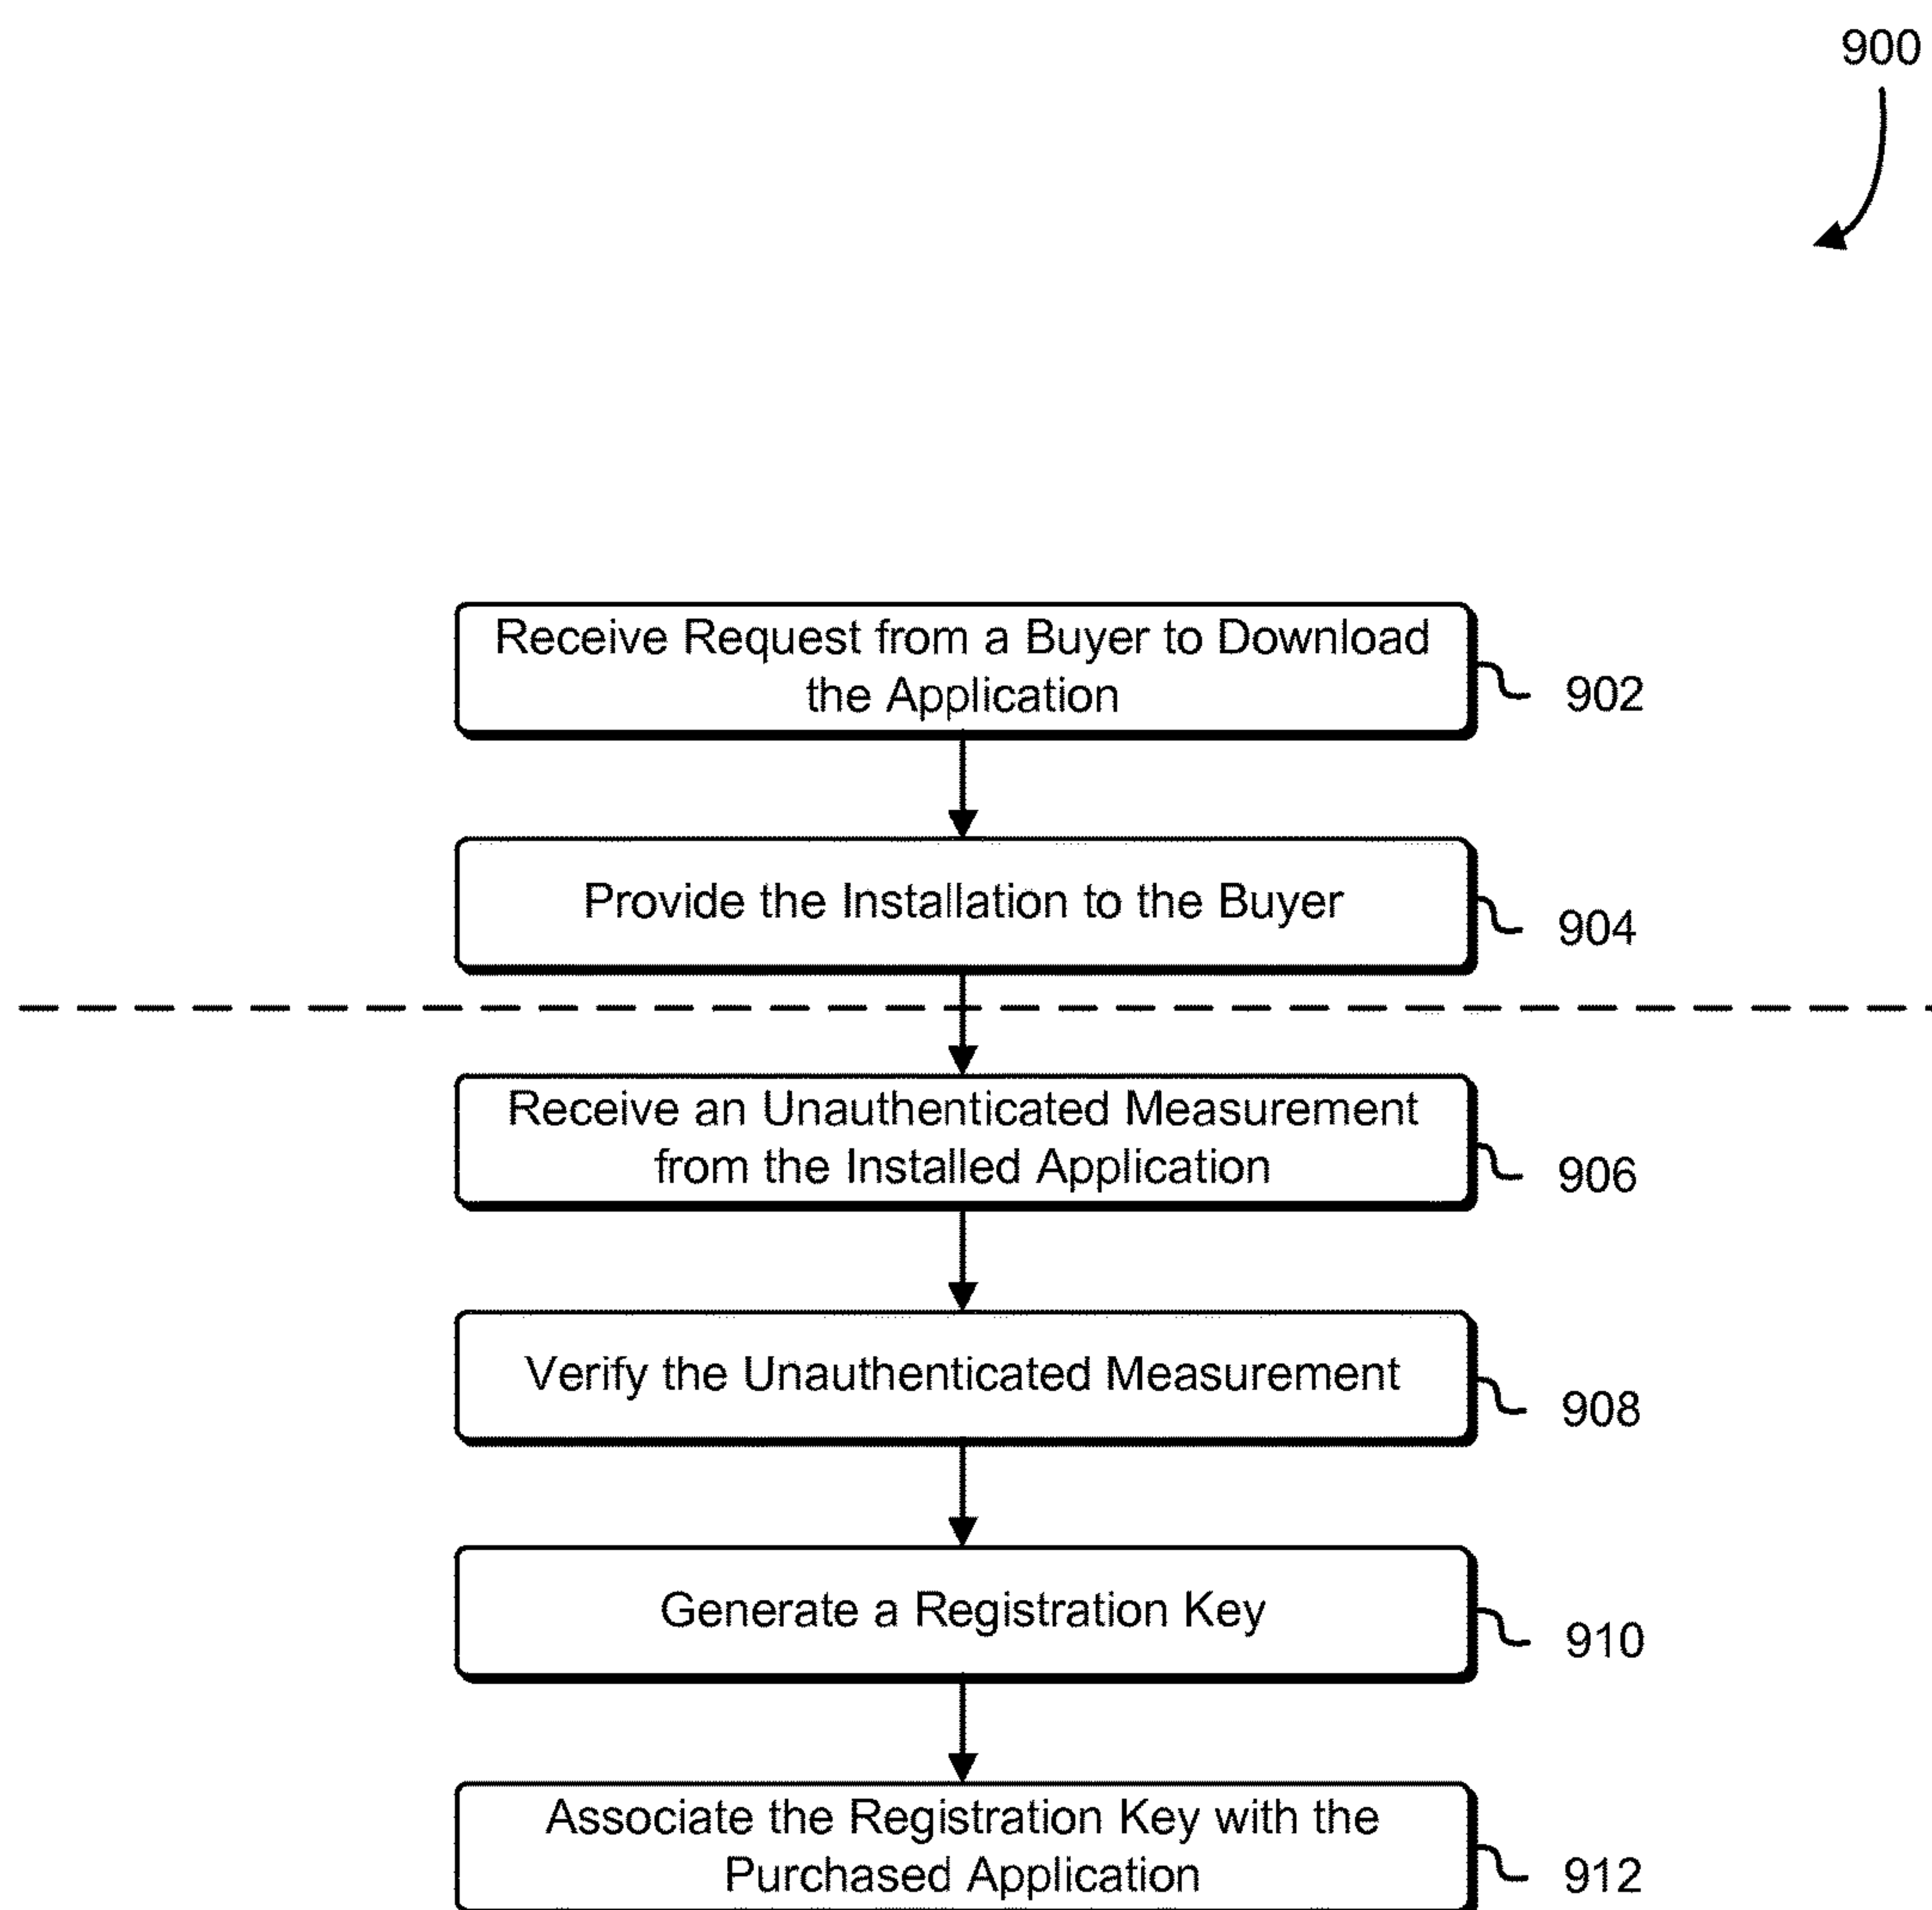 900
Receive Request from a Buyer to Download
the Application
902
Provide the Installation to the Buyer
904
Receive an Unauthenticated Measurement
from the Installed Application
906
Verify the Unauthenticated Measurement
908
Generate a Registration Key
910
Associate the Registration Key with the
Purchased Application
912